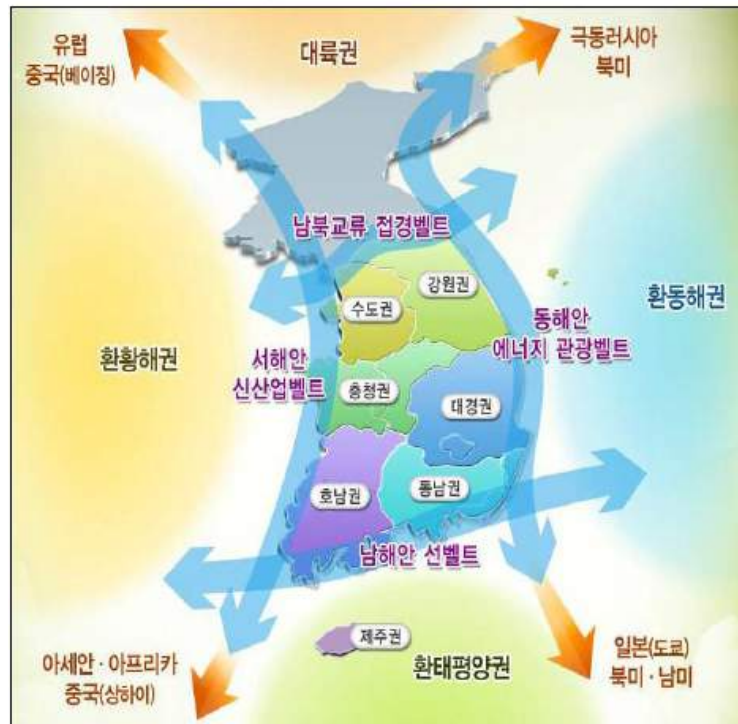 유럽
중국(베이징)
대륙권
극동러시아
북미
남북교류 접경벨트
강원권
수도권
환동해권
동해안
에너지 관광벨트
환황해권
서해안
신산업벨트
충청권
대경권
호남권
동남권
남해안 선벨트
제주권
환태평양권
아세안·아프리카
중국(상하이)
일본(도쿄)
북미·남미